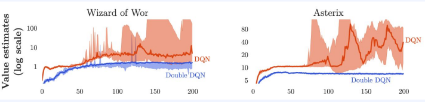 Wizard of Wor
Asterix
Value estimates
(log scale)
100
10
1
DQN
Double DQN
0 50 100 150 200
80
40
20
10
5
DQN
Double DQN
0 50 100 150 200